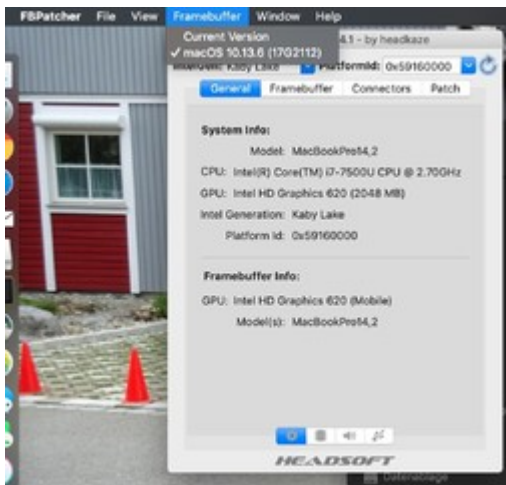 FBPatcher File View Framebuffer Window Help
Current Version
✓ macOS 10.13.6 (17G2112)
4.1 - by headkaze
IntelGen: Kaby Lake PlatformId: 0x59160000
General Framebuffer Connectors Patch
System Info:
Model: MacBookPro14,2
CPU: Intel(R) Core(TM) i7-7500U CPU @ 2.70GHz
GPU: Intel HD Graphics 620 (2048 MB)
Intel Generation: Kaby Lake
Platform Id: 0x59160000
Framebuffer Info:
GPU: Intel HD Graphics 620 (Mobile)
Model(s): MacBookPro14,2
HEADSOFT
Datenablage